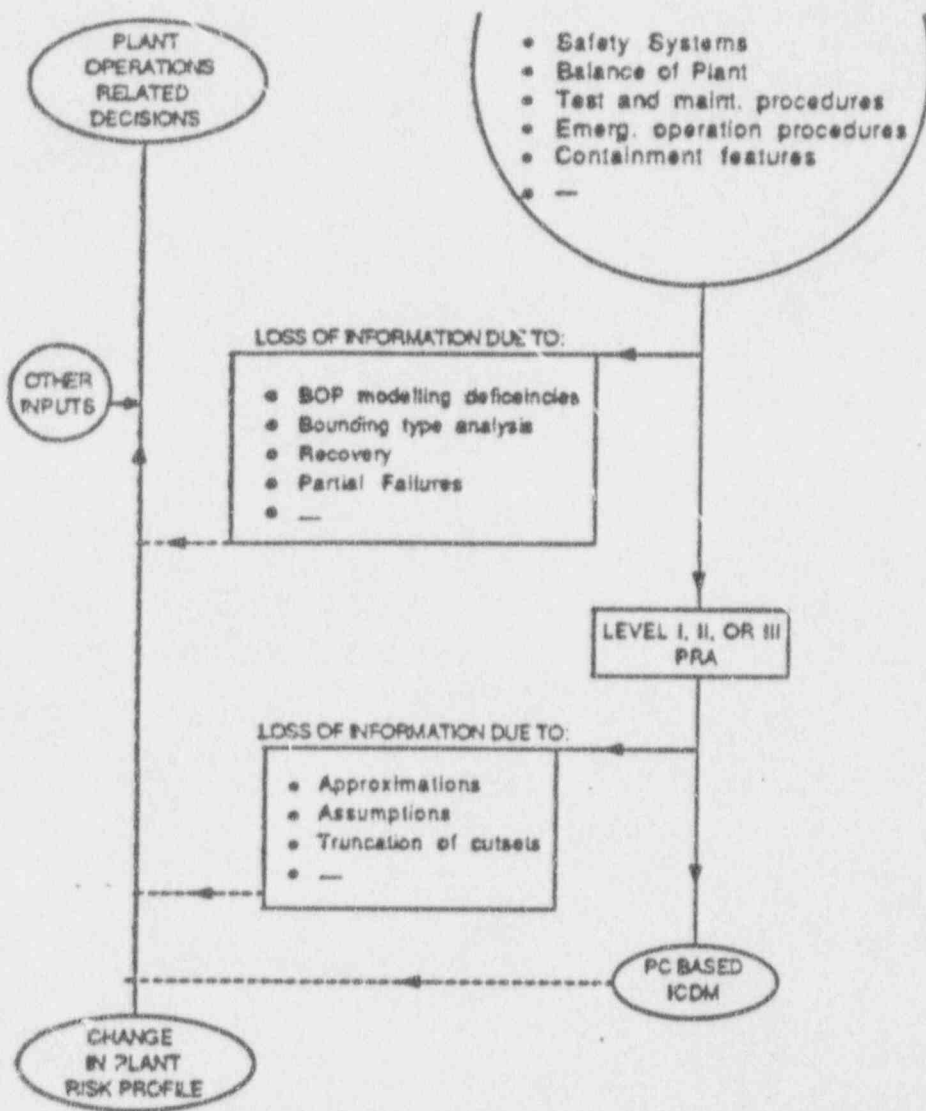 PLANT
OPERATIONS
RELATED
DECISIONS
• Safety Systems
• Balance of Plant
• Test and maint. procedures
• Emerg. operation procedures
• Containment features
• —
OTHER
INPUTS
LOSS OF INFORMATION DUE TO:
• BOP modelling deficeincies
• Bounding type analysis
• Recovery
• Partial Failures
• —
LEVEL I, II, OR III
PRA
LOSS OF INFORMATION DUE TO:
• Approximations
• Assumptions
• Truncation of cutsets
• —
PC BASED
ICDM
CHANGE
IN PLANT
RISK PROFILE